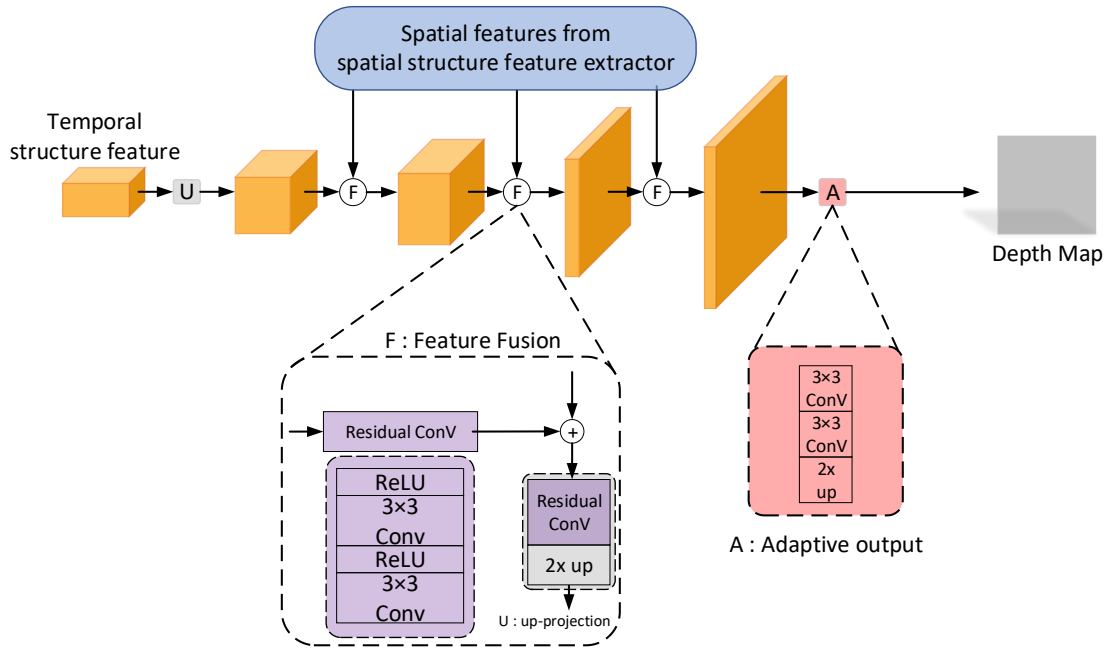 Spatial features from
spatial structure feature extractor
Temporal
structure feature
U
F
F
F
A
Depth Map
F : Feature Fusion
Residual ConV
+
ReLU
3×3
Conv
ReLU
3×3
Conv
Residual
ConV
2x up
U : up-projection
3×3
ConV
3×3
ConV
2x
up
A : Adaptive output